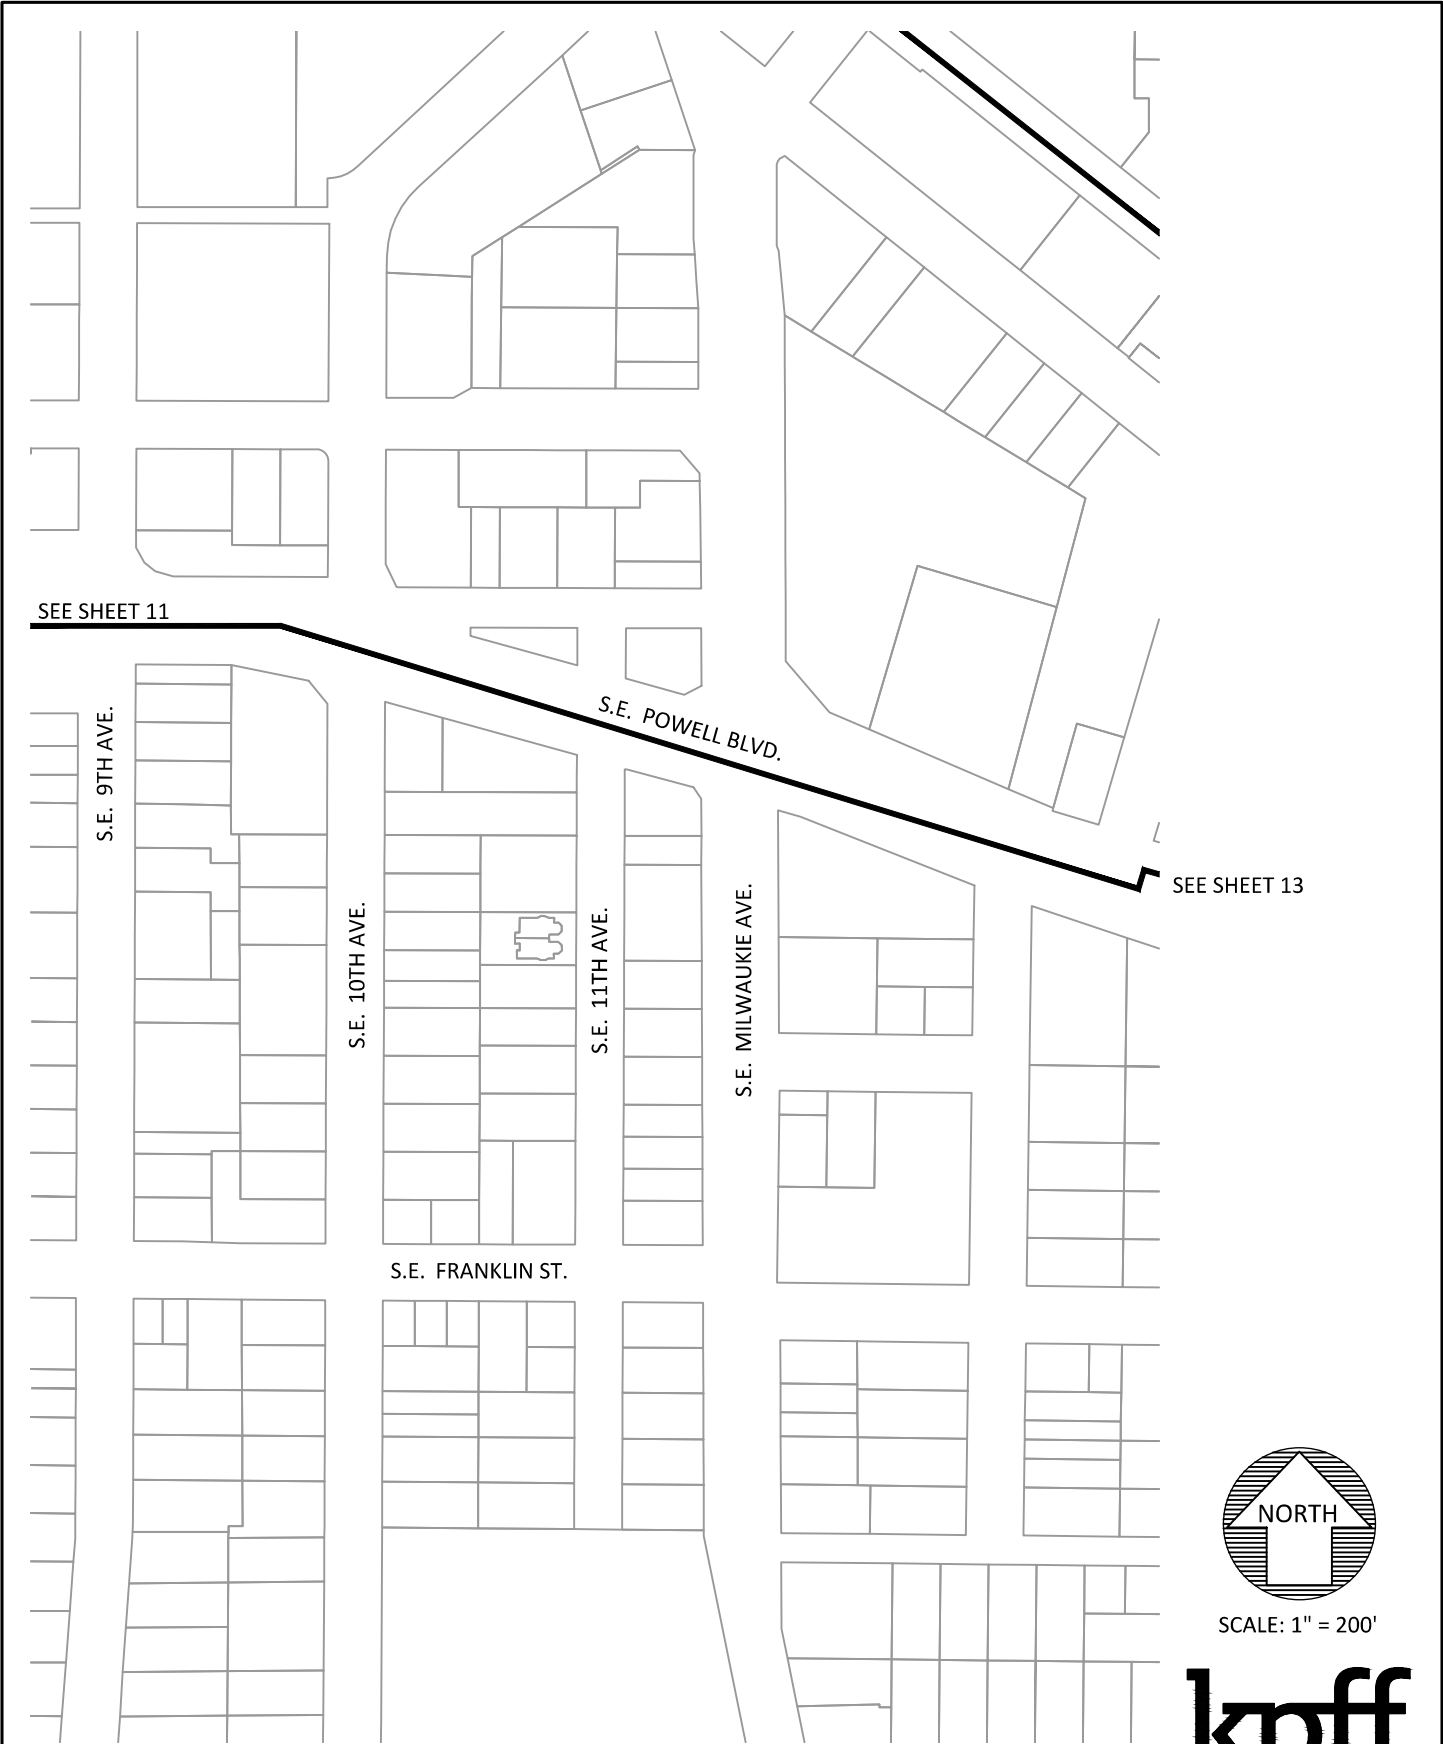 SEE SHEET 11
S.E. POWELL BLVD.
S.E. 9TH AVE.
S.E. 10TH AVE.
S.E. 11TH AVE.
S.E. MILWAUKIE AVE.
SEE SHEET 13
S.E. FRANKLIN ST.
NORTH
SCALE: 1" = 200'
kpff